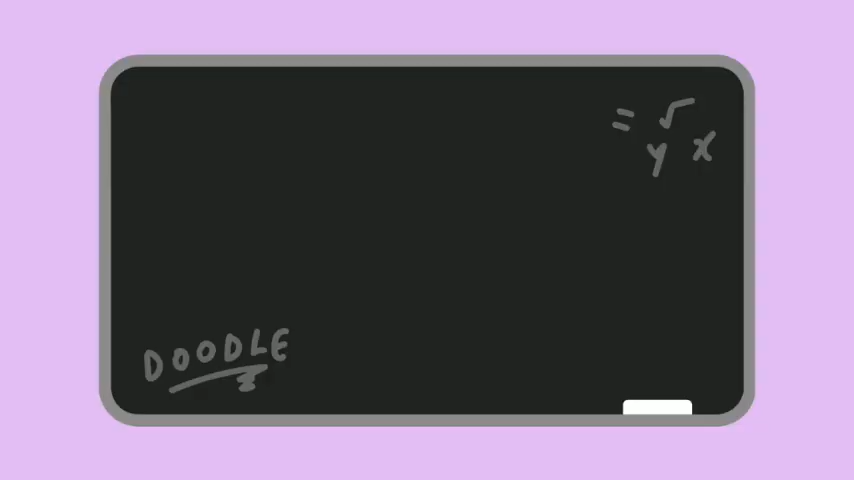 = √
y x
DOODLE